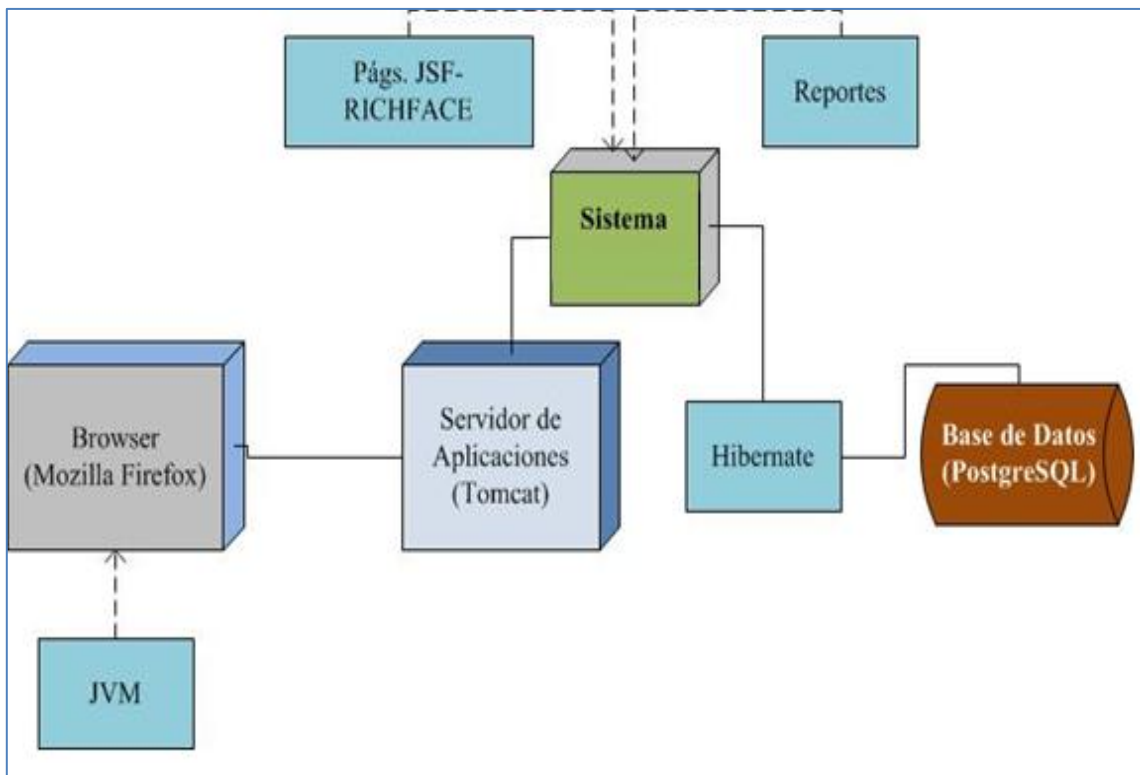 Págs. JSF-
RICHFACE
Reportes
Sistema
Browser
(Mozilla Firefox)
Servidor de
Aplicaciones
(Tomcat)
Hibernate
Base de Datos
(PostgreSQL)
JVM